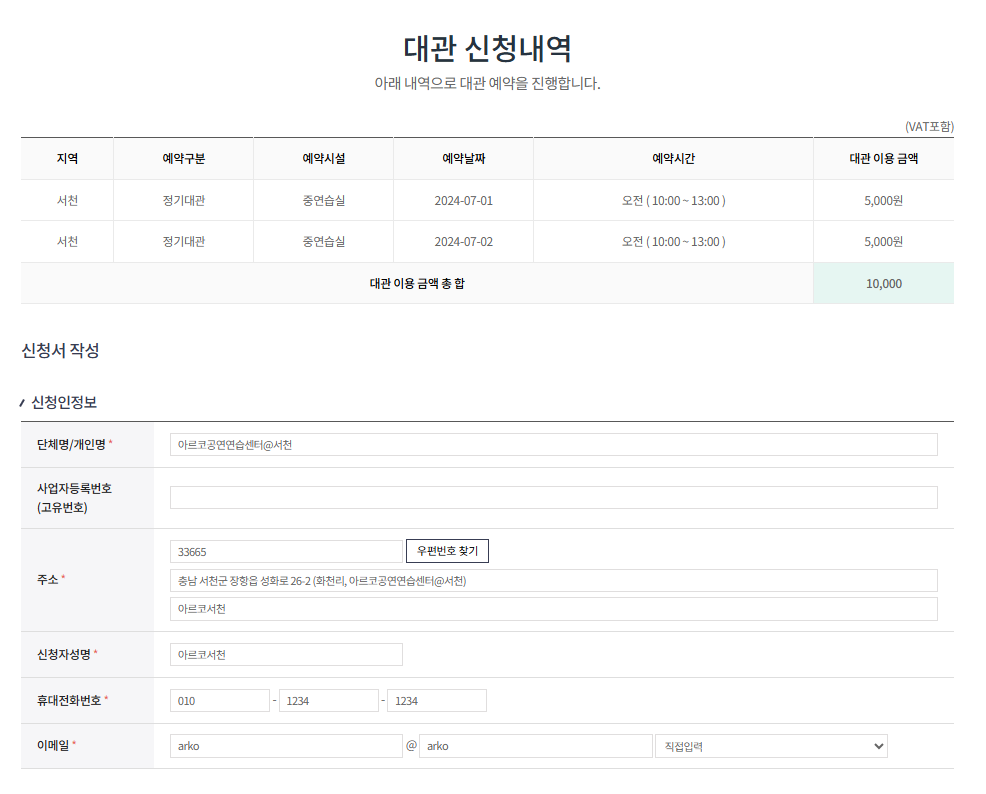 대관 신청내역
아래 내역으로 대관 예약을 진행합니다.
(VAT포함)
지역 예약구분 예약시설 예약날짜 예약시간 대관 이용 금액
서천 정기대관 중연습실 2024-07-01 오전 ( 10:00 ~ 13:00 ) 5,000원
서천 정기대관 중연습실 2024-07-02 오전 ( 10:00 ~ 13:00 ) 5,000원
대관 이용 금액 총 합 10,000
신청서 작성
신청인정보
단체명/개인명 * 아르코공연연습센터@서천
사업자등록번호
(고유번호)
33665 우편번호 찾기
주소 * 충남 서천군 장항읍 성화로 26-2 (화천리, 아르코공연연습센터@서천)
아르코서천
신청자성명 * 아르코서천
휴대전화번호 * 010 - 1234 - 1234
이메일 * arko @ arko 직접입력